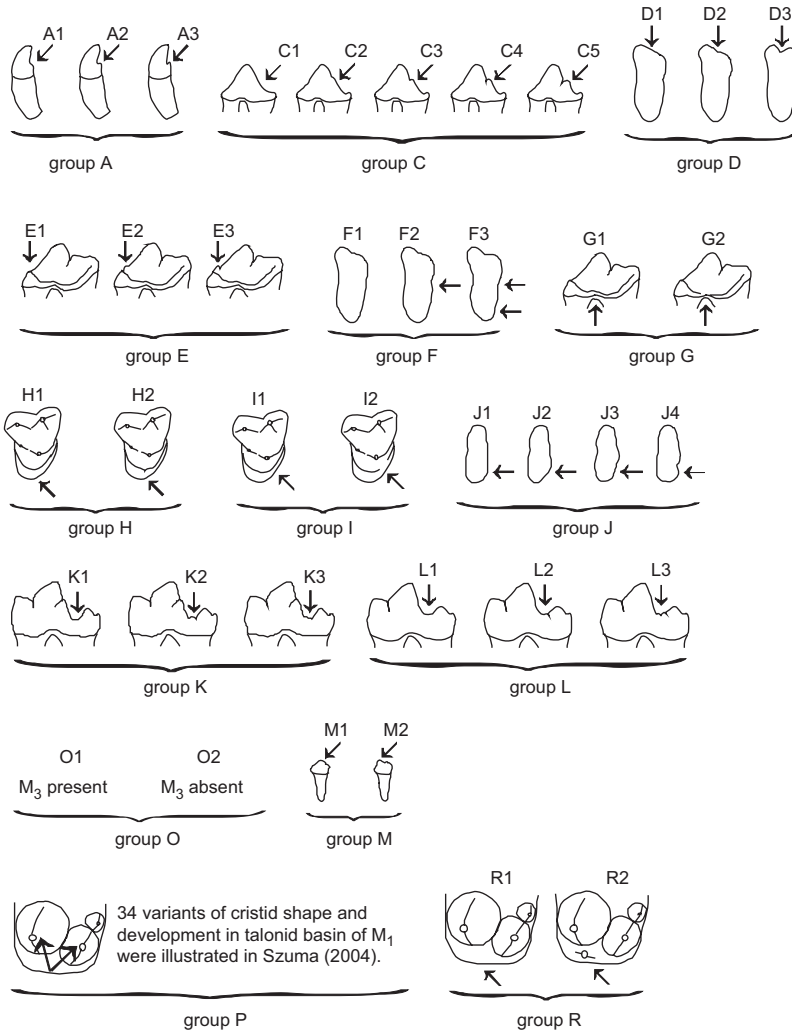 A1 A2 A3
group A
C1 C2 C3 C4 C5
group C
D1 D2 D3
group D
E1 E2 E3
group E
F1 F2 F3
group F
G1 G2
group G
H1 H2
group H
I1 I2
group I
J1 J2 J3 J4
group J
K1 K2 K3
group K
L1 L2 L3
group L
O1 O2
M₃ present M₃ absent
group O
M1 M2
group M
34 variants of cristid shape and
development in talonid basin of M₁
were illustrated in Szuma (2004).
group P
R1 R2
group R